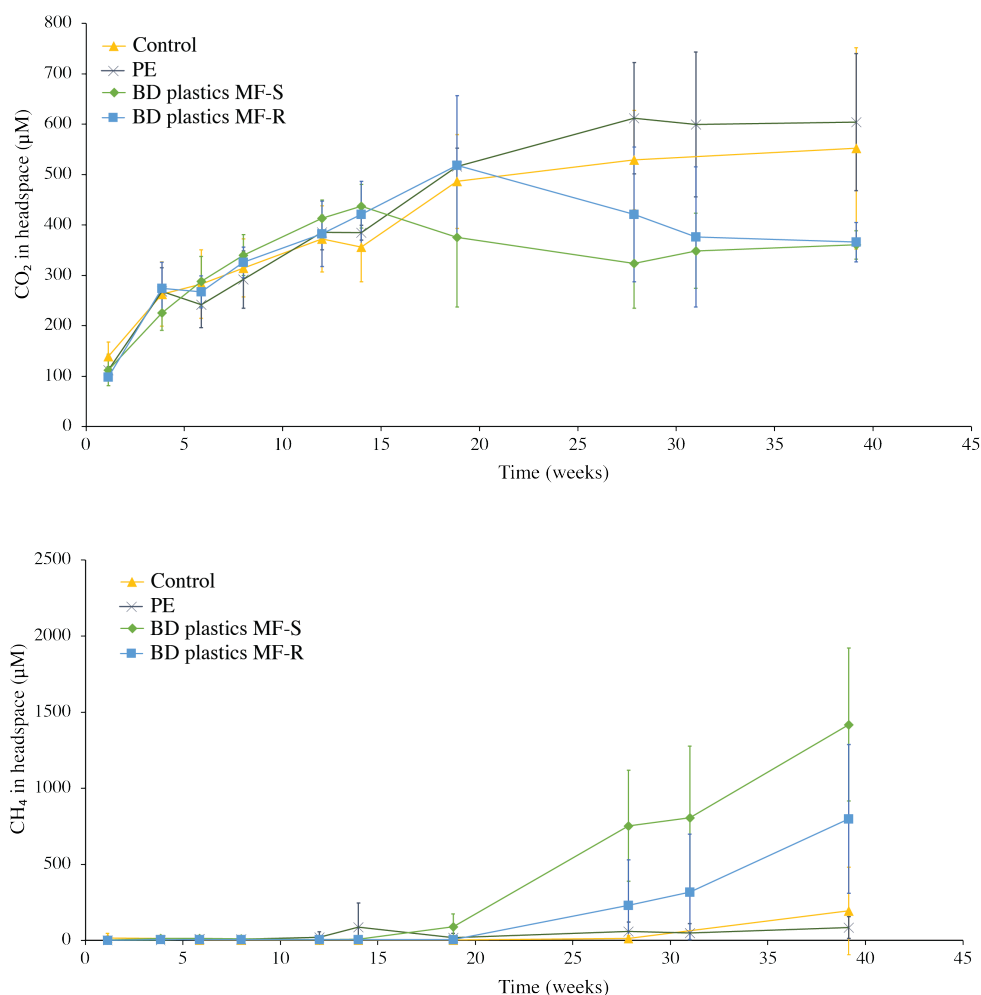 800
700
600
500
400
300
200
100
0
CO₂ in headspace (µM)
Control
PE
BD plastics MF-S
BD plastics MF-R
0 5 10 15 20 25 30 35 40 45
Time (weeks)
2500
2000
1500
1000
500
0
CH₄ in headspace (µM)
Control
PE
BD plastics MF-S
BD plastics MF-R
0 5 10 15 20 25 30 35 40 45
Time (weeks)